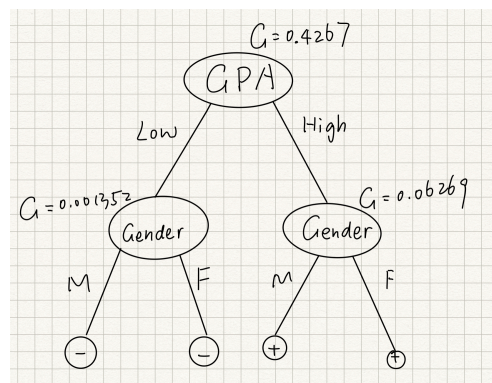 G = 0.4267
GPA
Low
High
G = 0.001352
G = 0.06269
Gender
Gender
M
F
M
F
-
-
+
+